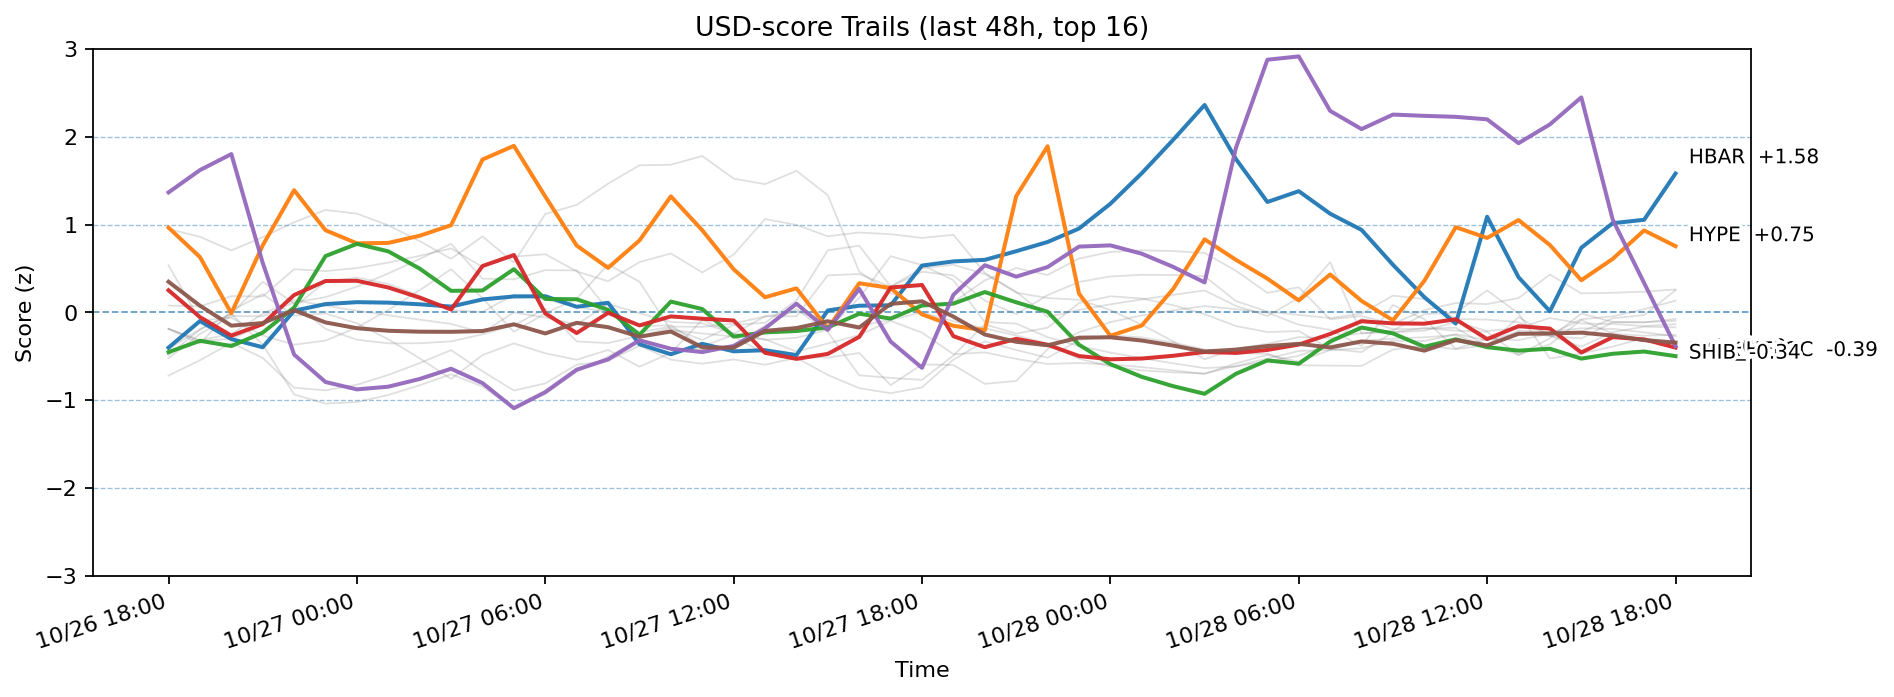 USD-score Trails (last 48h, top 16)
Score (z)
3
2
1
0
−1
−2
−3
HBAR +1.58
HYPE +0.75
SHIB -0.34
C -0.39
10/26 18:00
10/27 00:00
10/27 06:00
10/27 12:00
10/27 18:00
10/28 00:00
10/28 06:00
10/28 12:00
10/28 18:00
Time